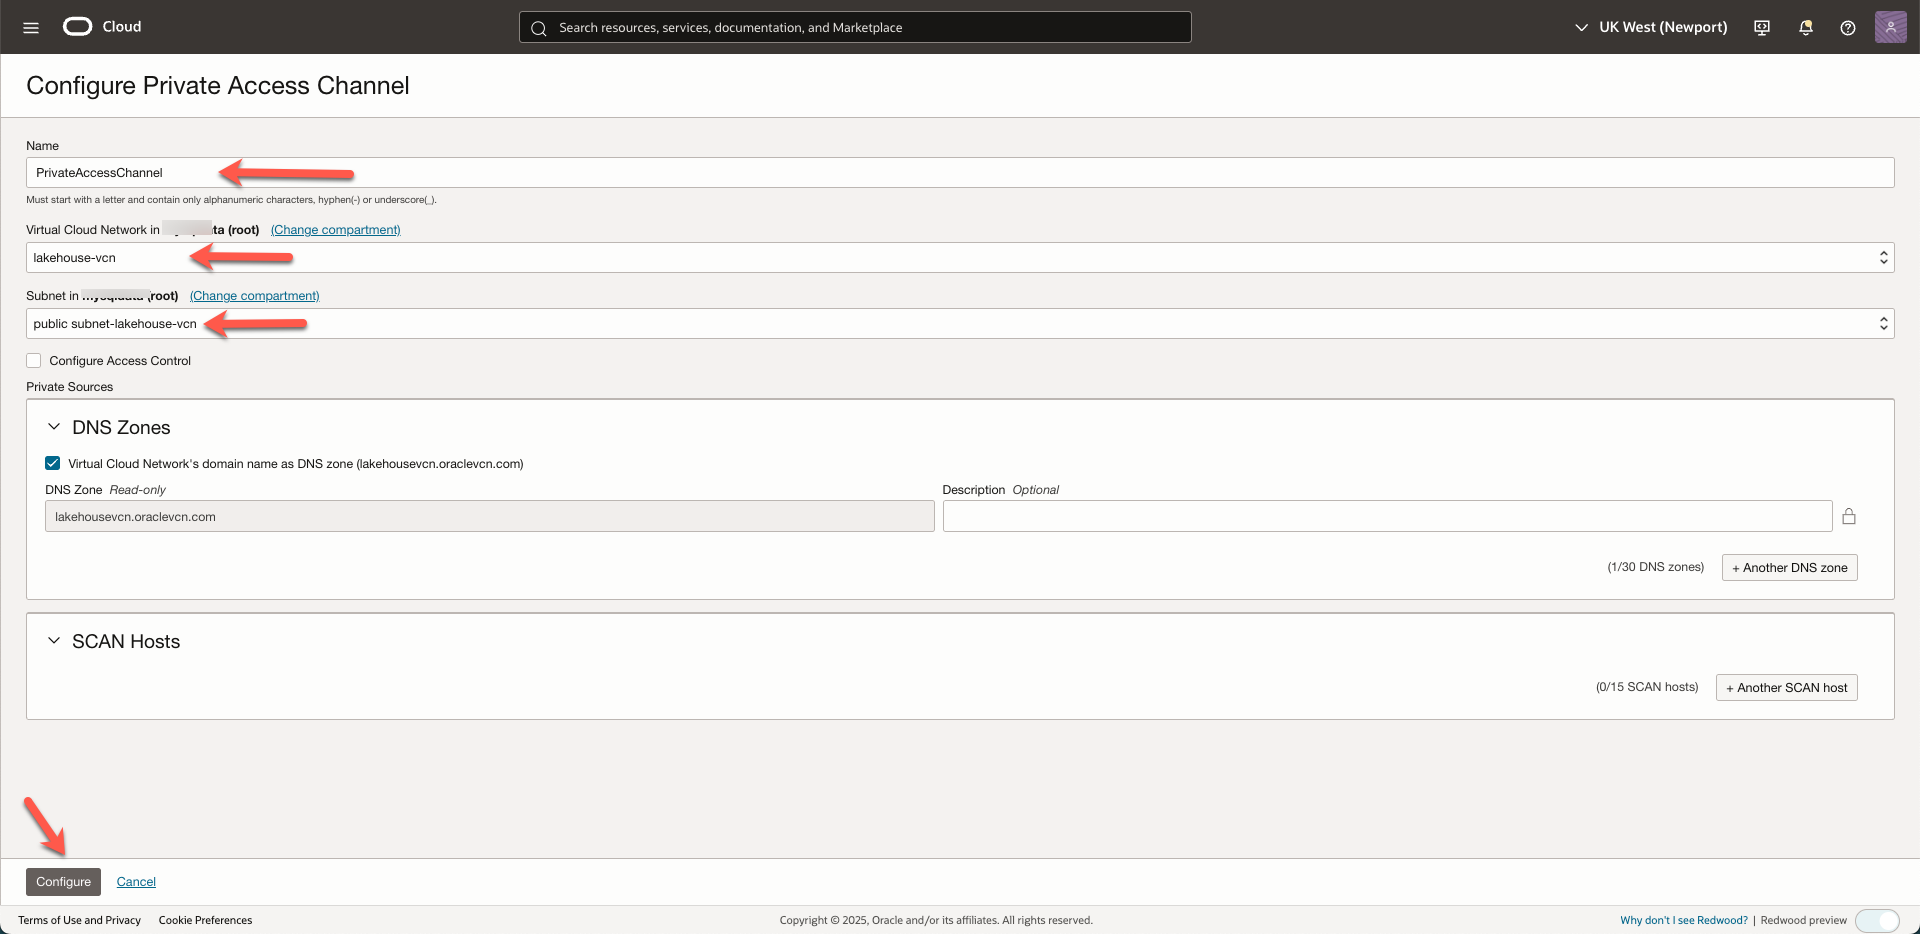 Cloud
Search resources, services, documentation, and Marketplace
UK West (Newport)
Configure Private Access Channel
Name
PrivateAccessChannel
Must start with a letter and contain only alphanumeric characters, hyphen(-) or underscore(_).
Virtual Cloud Network in (root) (Change compartment)
lakehouse-vcn
Subnet in (root) (Change compartment)
public subnet-lakehouse-vcn
Configure Access Control
Private Sources
DNS Zones
Virtual Cloud Network's domain name as DNS zone (lakehousevcn.oraclevcn.com)
DNS Zone Read-only
Description Optional
lakehousevcn.oraclevcn.com
(1/30 DNS zones) + Another DNS zone
SCAN Hosts
(0/15 SCAN hosts) + Another SCAN host
Configure Cancel
Terms of Use and Privacy Cookie Preferences
Copyright © 2025, Oracle and/or its affiliates. All rights reserved.
Why don't I see Redwood? | Redwood preview